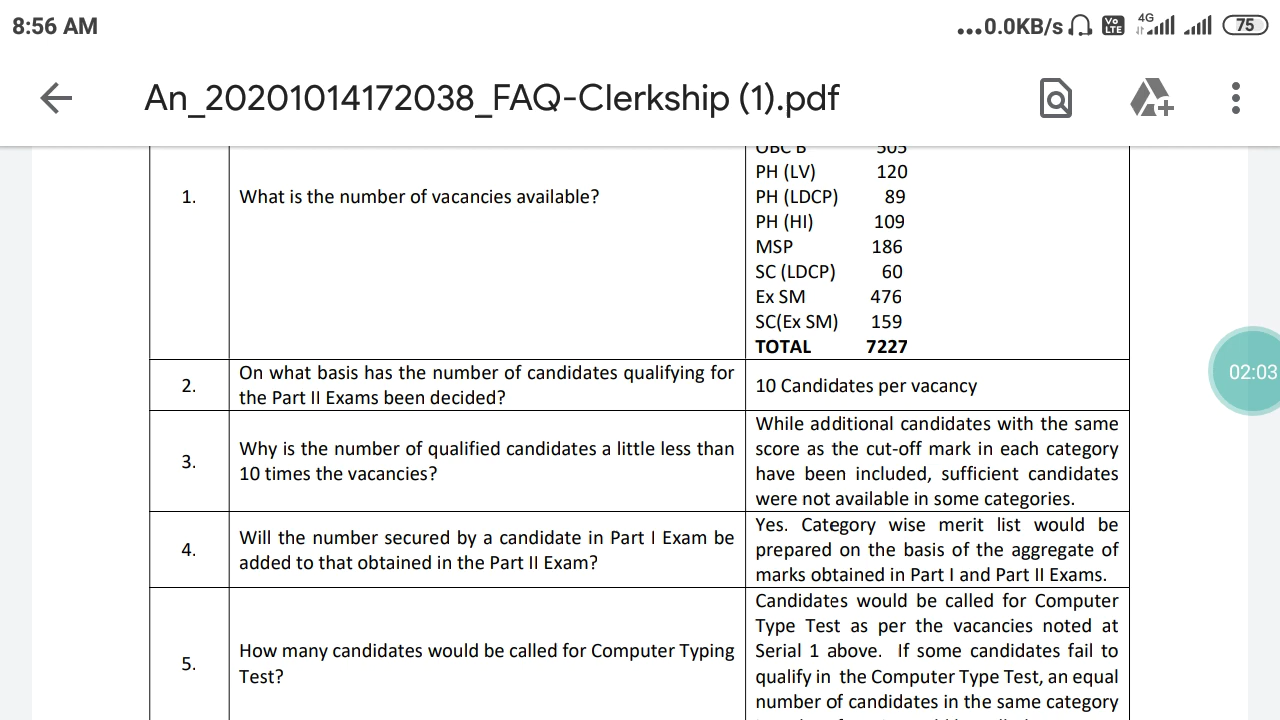 8:56 AM
...0.0KB/s Vo LTE 4G 75
An_20201014172038_FAQ-Clerkship (1).pdf
OBC B 505
1. What is the number of vacancies available?
PH (LV) 120
PH (LDCP) 89
PH (HI) 109
MSP 186
SC (LDCP) 60
Ex SM 476
SC(Ex SM) 159
TOTAL 7227
2.
On what basis has the number of candidates qualifying for
the Part II Exams been decided?
10 Candidates per vacancy
02:03
3.
Why is the number of qualified candidates a little less than
10 times the vacancies?
While additional candidates with the same
score as the cut-off mark in each category
have been included, sufficient candidates
were not available in some categories.
4.
Will the number secured by a candidate in Part I Exam be
added to that obtained in the Part II Exam?
Yes. Category wise merit list would be
prepared on the basis of the aggregate of
marks obtained in Part I and Part II Exams.
5.
How many candidates would be called for Computer Typing
Test?
Candidates would be called for Computer
Type Test as per the vacancies noted at
Serial 1 above. If some candidates fail to
qualify in the Computer Type Test, an equal
number of candidates in the same category